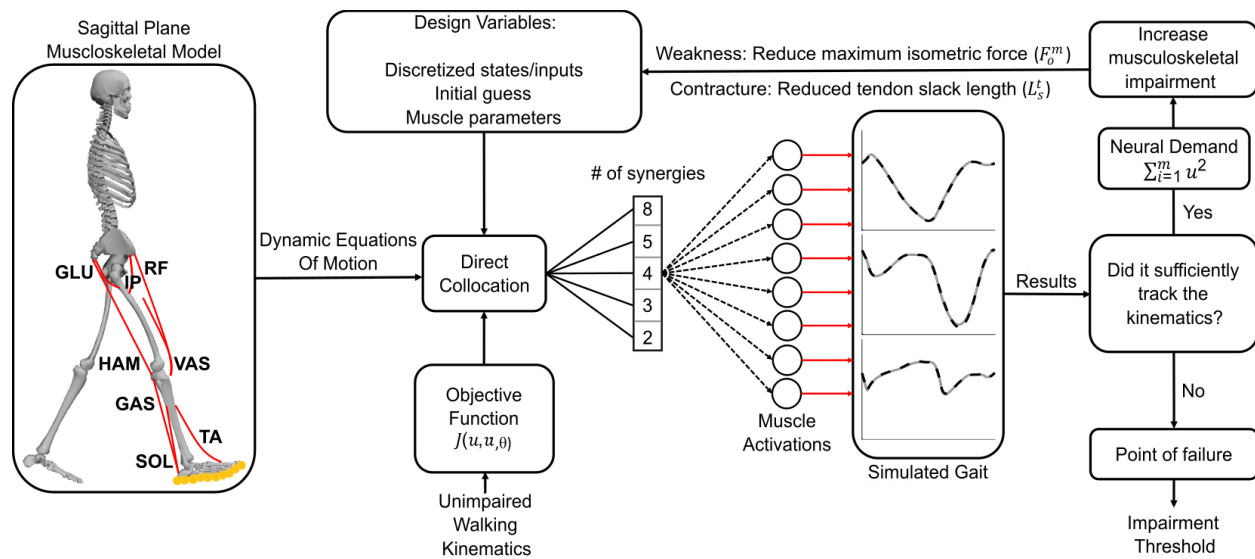 Sagittal Plane
Muscloskeletal Model
GLU
IP
RF
HAM
VAS
GAS
TA
SOL
Dynamic Equations
Of Motion
Design Variables:
Discretized states/inputs
Initial guess
Muscle parameters
Direct
Collocation
Objective
Function
J(u,u,θ)
Unimpaired
Walking
Kinematics
# of synergies
8
5
4
3
2
Muscle
Activations
Simulated Gait
Weakness: Reduce maximum isometric force (F_o^m)
Contracture: Reduced tendon slack length (L_s^t)
Results
Increase
musculoskeletal
impairment
Neural Demand
∑_{i=1}^m u^2
Yes
Did it sufficiently
track the
kinematics?
No
Point of failure
Impairment
Threshold